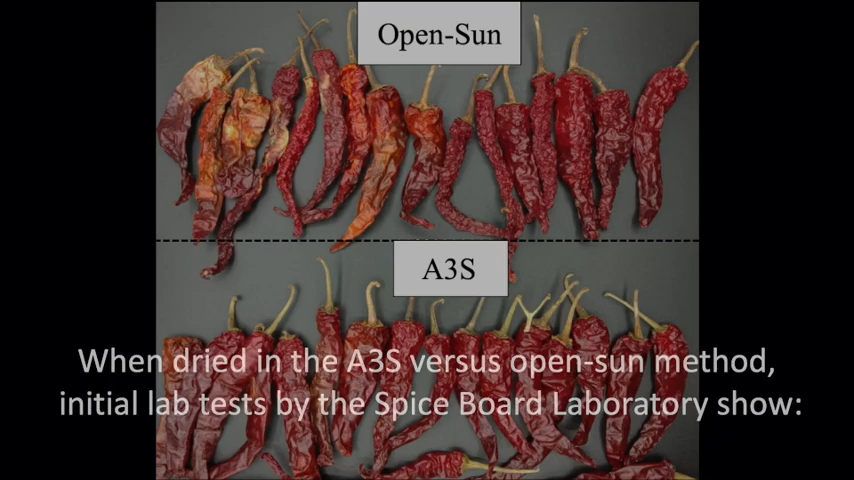 Open-Sun
A3S
When dried in the A3S versus open-sun method,
initial lab tests by the Spice Board Laboratory show: